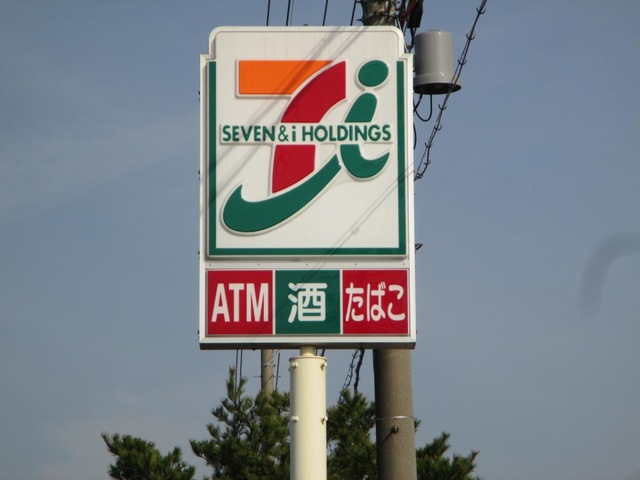 SEVEN & i HOLDINGS
ATM 酒 たばこ